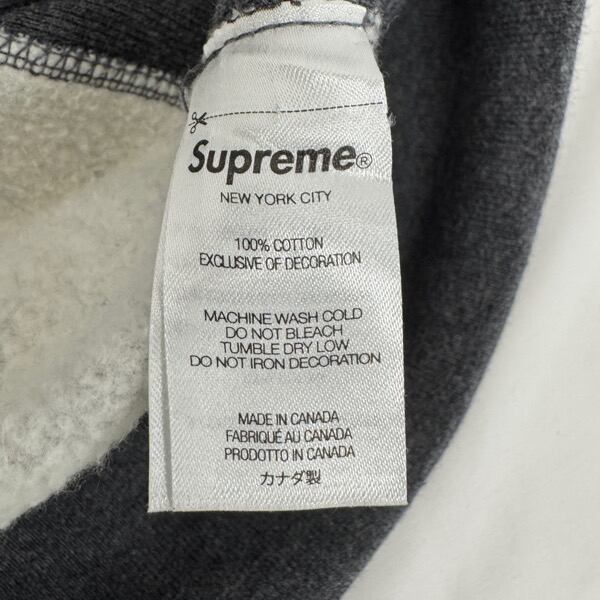 Supreme®
NEW YORK CITY
100% COTTON
EXCLUSIVE OF DECORATION
MACHINE WASH COLD
DO NOT BLEACH
TUMBLE DRY LOW
DO NOT IRON DECORATION
MADE IN CANADA
FABRIQUÉ AU CANADA
PRODOTTO IN CANADA
カナダ製